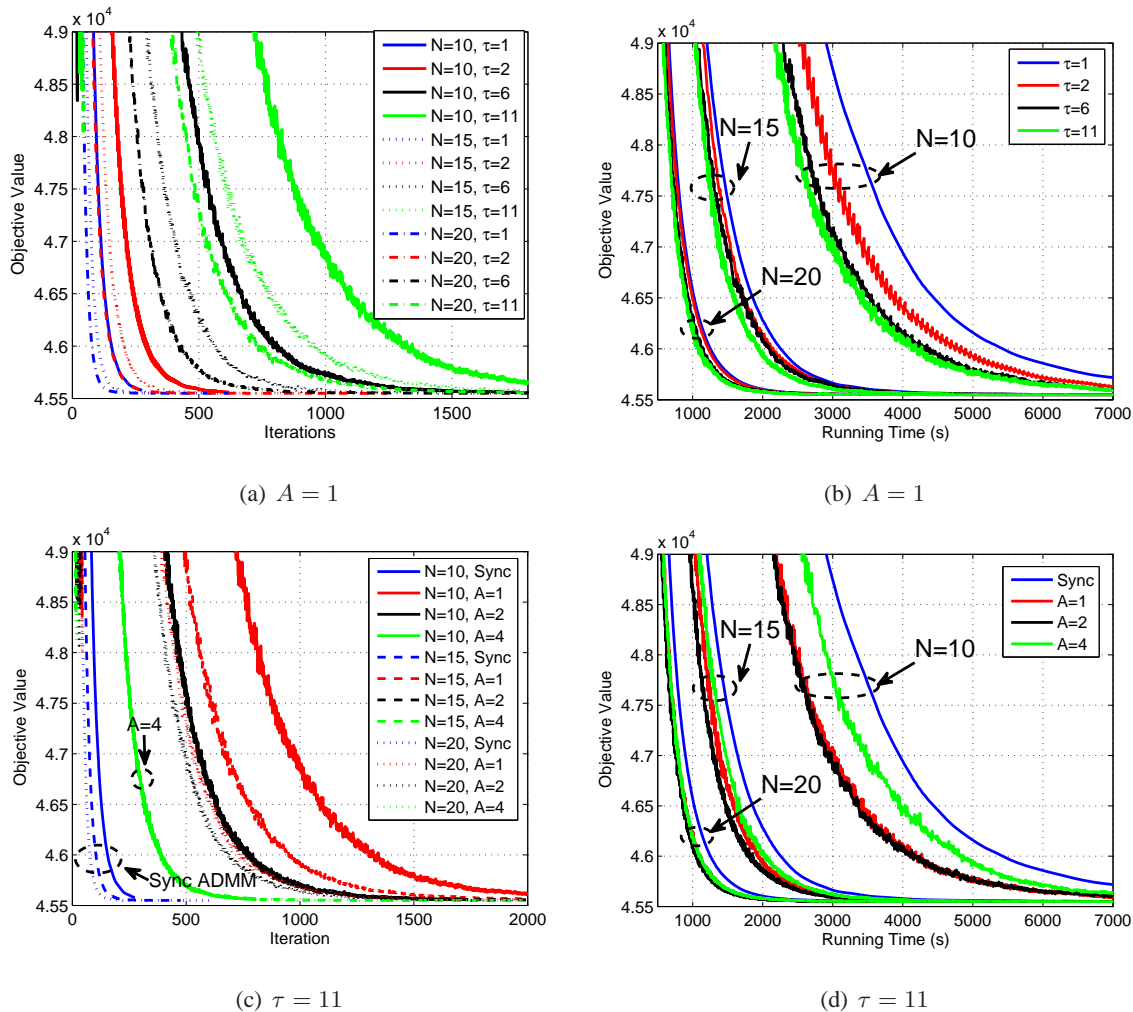 x 10⁴
4.9
4.85
4.8
4.75
4.7
4.65
4.6
4.55
0
500
1000
1500
Objective Value
Iterations
N=10, τ=1
N=10, τ=2
N=10, τ=6
N=10, τ=11
N=15, τ=1
N=15, τ=2
N=15, τ=6
N=15, τ=11
N=20, τ=1
N=20, τ=2
N=20, τ=6
N=20, τ=11
(a) A = 1
x 10⁴
4.9
4.85
4.8
4.75
4.7
4.65
4.6
4.55
1000
2000
3000
4000
5000
6000
7000
Objective Value
Running Time (s)
τ=1
τ=2
τ=6
τ=11
N=15
N=10
N=20
(b) A = 1
x 10⁴
4.9
4.85
4.8
4.75
4.7
4.65
4.6
4.55
0
500
1000
1500
2000
Objective Value
Iteration
N=10, Sync
N=10, A=1
N=10, A=2
N=10, A=4
N=15, Sync
N=15, A=1
N=15, A=2
N=15, A=4
N=20, Sync
N=20, A=1
N=20, A=2
N=20, A=4
A=4
Sync ADMM
(c) τ = 11
x 10⁴
4.9
4.85
4.8
4.75
4.7
4.65
4.6
4.55
1000
2000
3000
4000
5000
6000
7000
Objective Value
Running Time (s)
Sync
A=1
A=2
A=4
N=15
N=10
N=20
(d) τ = 11